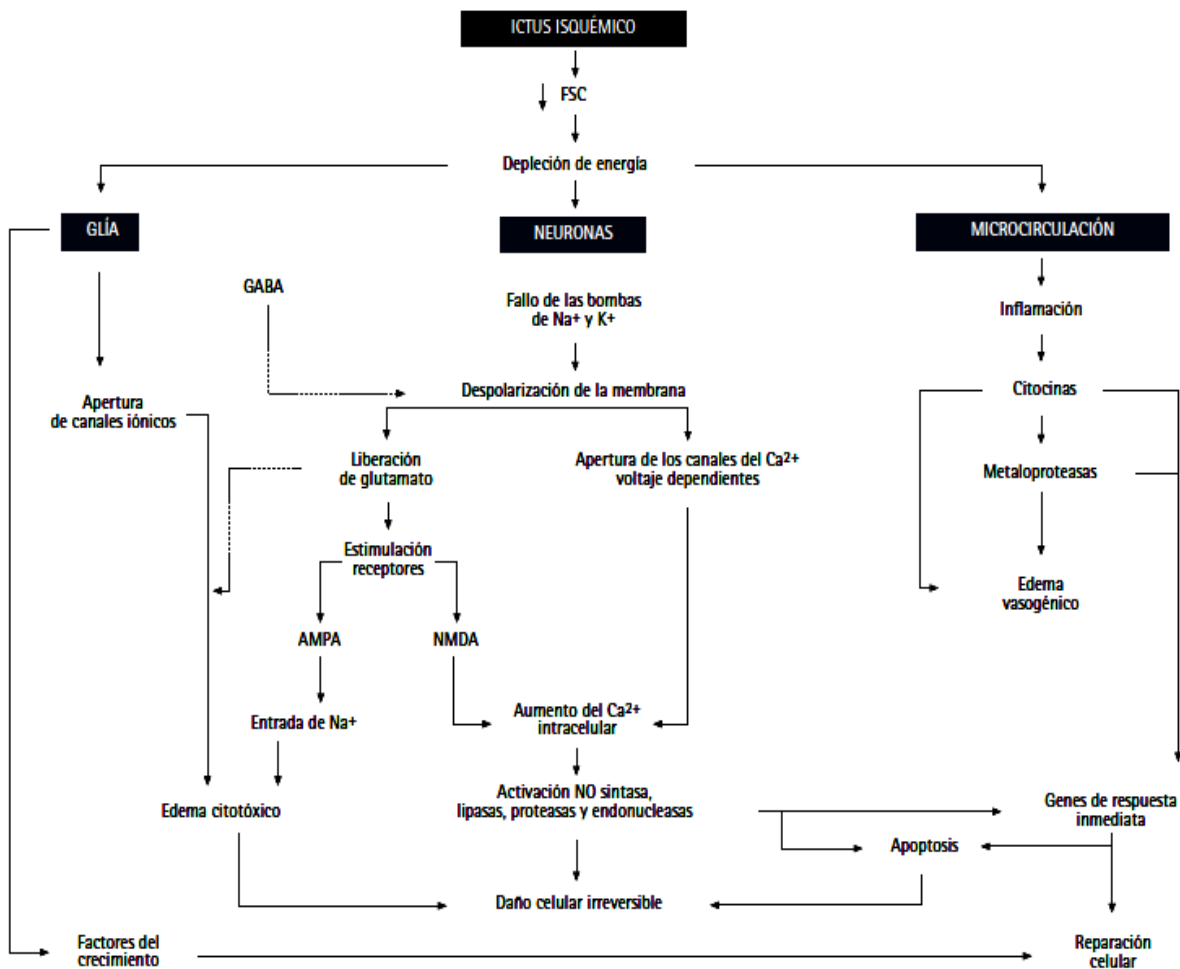 ICTUS ISQUÉMICO
FSC
Depleción de energía
GLÍA
NEURONAS
MICROCIRCULACIÓN
GABA
Fallo de las bombas
de Na+ y K+
Inflamación
Despolarización de la membrana
Citocinas
Apertura
de canales iónicos
Liberación
de glutamato
Apertura de los canales del Ca2+
voltaje dependientes
Metaloproteasas
Estimulación
receptores
Edema
vasogénico
AMPA
NMDA
Entrada de Na+
Aumento del Ca2+
intracelular
Edema citotóxico
Activación NO sintasa,
lipasas, proteasas y endonucleasas
Genes de respuesta
inmediata
Apoptosis
Daño celular irreversible
Factores del
crecimiento
Reparación
celular